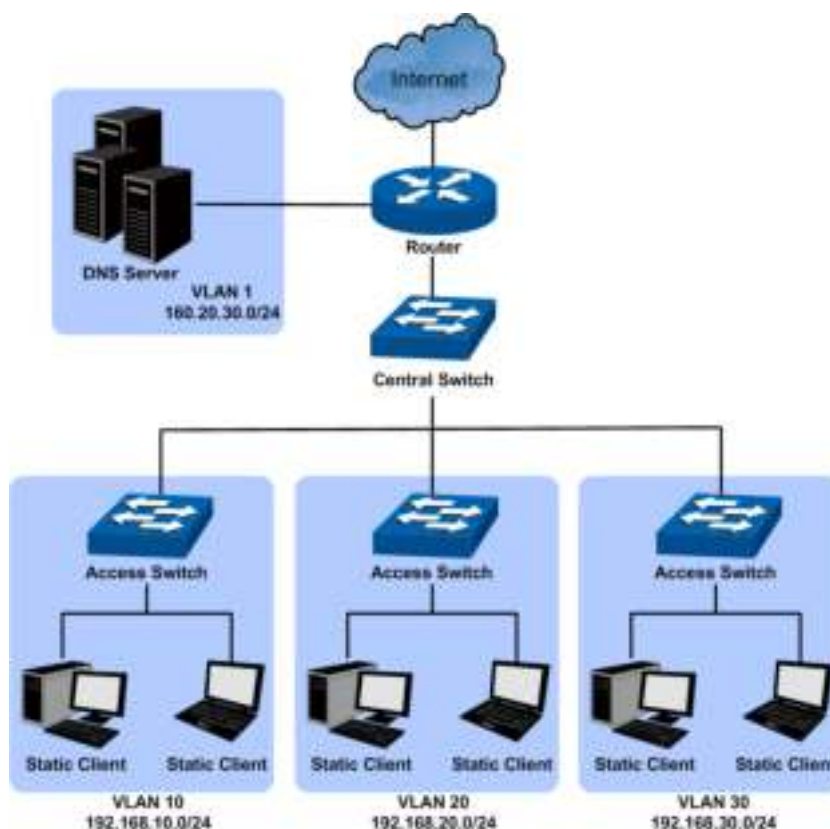 Internet
Router
DNS Server
VLAN 1
160.20.30.0/24
Central Switch
Access Switch
Access Switch
Access Switch
Static Client
Static Client
Static Client
Static Client
Static Client
Static Client
VLAN 10
192.168.10.0/24
VLAN 20
192.168.20.0/24
VLAN 30
192.168.30.0/24